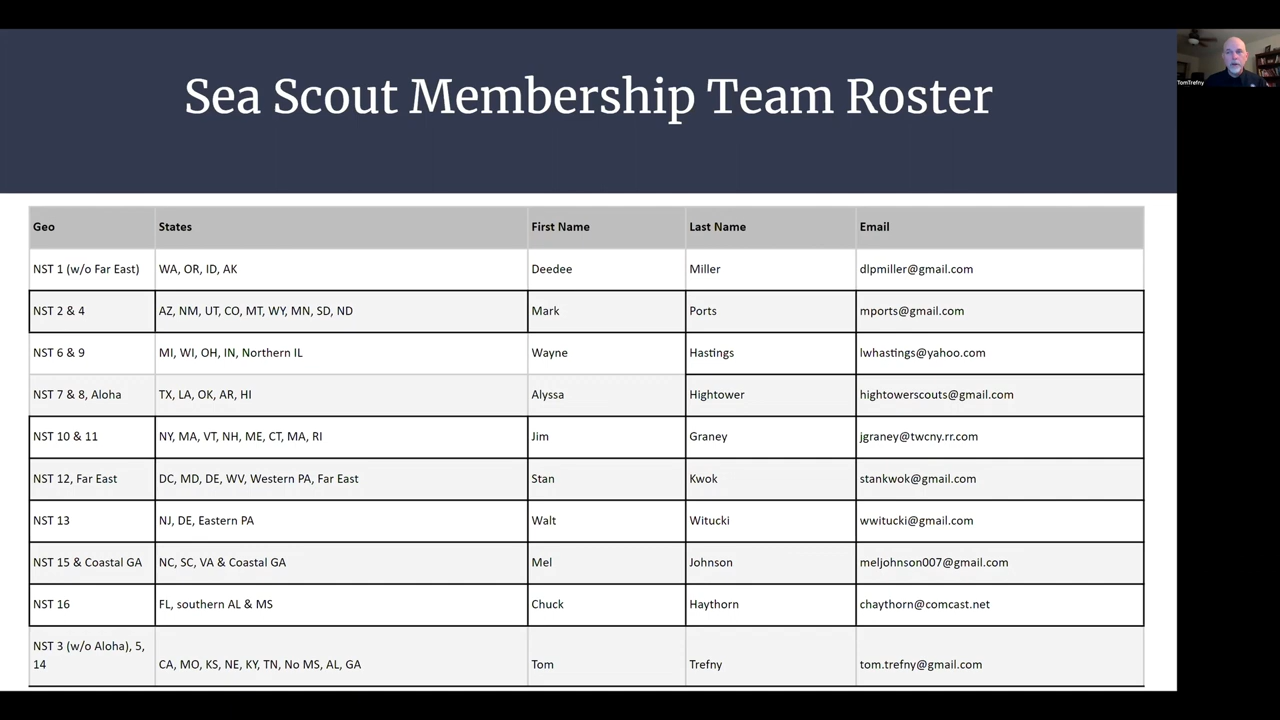 Sea Scout Membership Team Roster
TomTrefny
Geo States First Name Last Name Email
NST 1 (w/o Far East) WA, OR, ID, AK Deedee Miller dlpmiller@gmail.com
NST 2 & 4 AZ, NM, UT, CO, MT, WY, MN, SD, ND Mark Ports mports@gmail.com
NST 6 & 9 MI, WI, OH, IN, Northern IL Wayne Hastings lwhastings@yahoo.com
NST 7 & 8, Aloha TX, LA, OK, AR, HI Alyssa Hightower hightowerscouts@gmail.com
NST 10 & 11 NY, MA, VT, NH, ME, CT, MA, RI Jim Graney jgraney@twcny.rr.com
NST 12, Far East DC, MD, DE, WV, Western PA, Far East Stan Kwok stankwok@gmail.com
NST 13 NJ, DE, Eastern PA Walt Witucki wwitucki@gmail.com
NST 15 & Coastal GA NC, SC, VA & Coastal GA Mel Johnson meljohnson007@gmail.com
NST 16 FL, southern AL & MS Chuck Haythorn chaythorn@comcast.net
NST 3 (w/o Aloha), 5,
14 CA, MO, KS, NE, KY, TN, No MS, AL, GA Tom Trefny tom.trefny@gmail.com